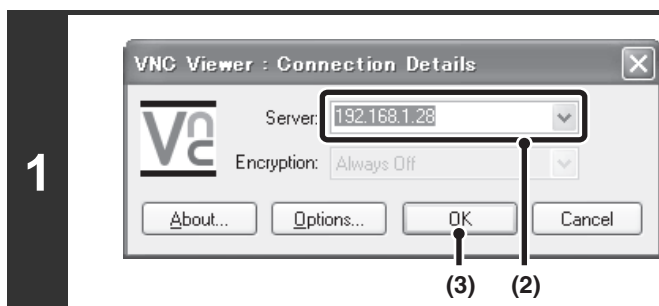 1
VNC Viewer : Connection Details
VNC
Server: 192.168.1.28
Encryption: Always Off
About... Options... OK Cancel
(3) (2)